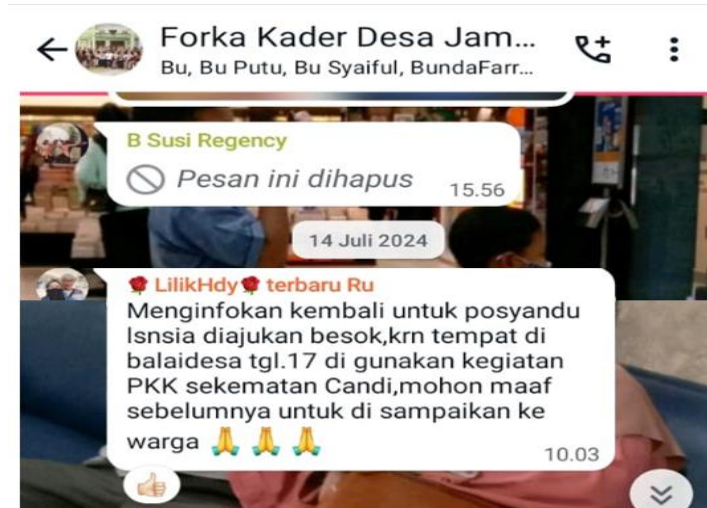 Forka Kader Desa Jam...
Bu, Bu Putu, Bu Syaiful, BundaFarr...
B Susi Regency
Pesan ini dihapus 15.56
14 Juli 2024
🌹 LilikHdy🌹 terbaru Ru
Menginfokan kembali untuk posyandu
lsnsia diajukan besok,krn tempat di
balaidesa tgl.17 di gunakan kegiatan
PKK sekematan Candi,mohon maaf
sebelumnya untuk di sampaikan ke
warga 🙏 🙏 🙏 10.03